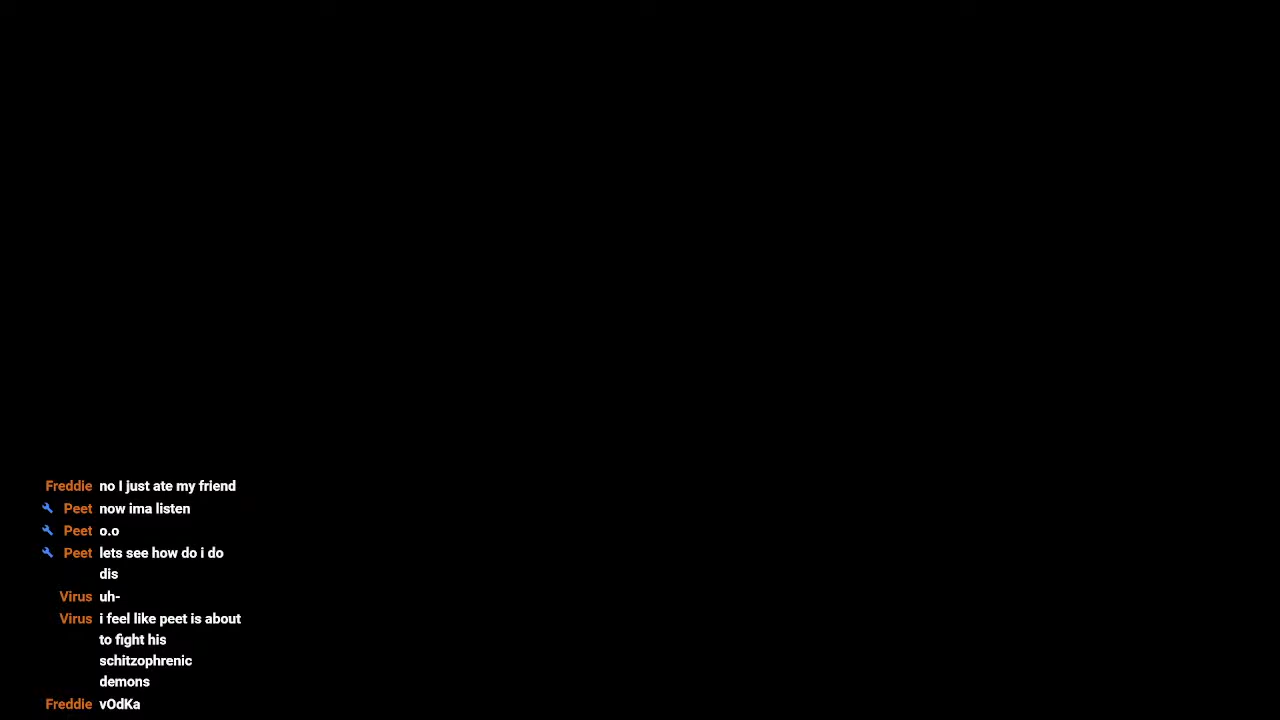 Freddie no I just ate my friend
Peet now ima listen
Peet o.o
Peet lets see how do i do
dis
Virus uh-
Virus i feel like peet is about
to fight his
schitzophrenic
demons
Freddie vOdKa